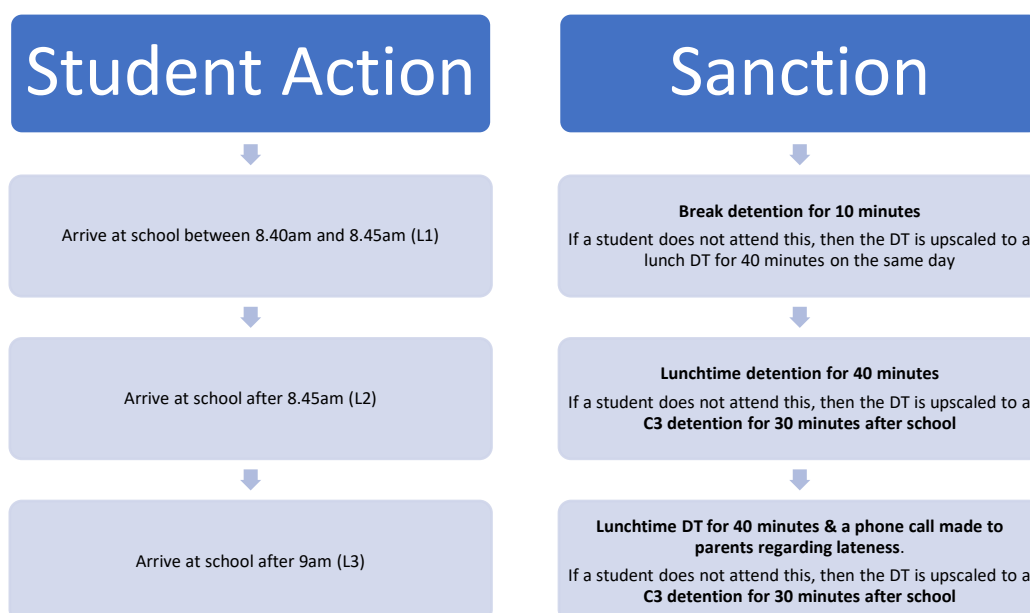 Student Action
Sanction
Arrive at school between 8.40am and 8.45am (L1)
Break detention for 10 minutes
If a student does not attend this, then the DT is upscaled to a
lunch DT for 40 minutes on the same day
Arrive at school after 8.45am (L2)
Lunchtime detention for 40 minutes
If a student does not attend this, then the DT is upscaled to a
C3 detention for 30 minutes after school
Arrive at school after 9am (L3)
Lunchtime DT for 40 minutes & a phone call made to
parents regarding lateness.
If a student does not attend this, then the DT is upscaled to a
C3 detention for 30 minutes after school